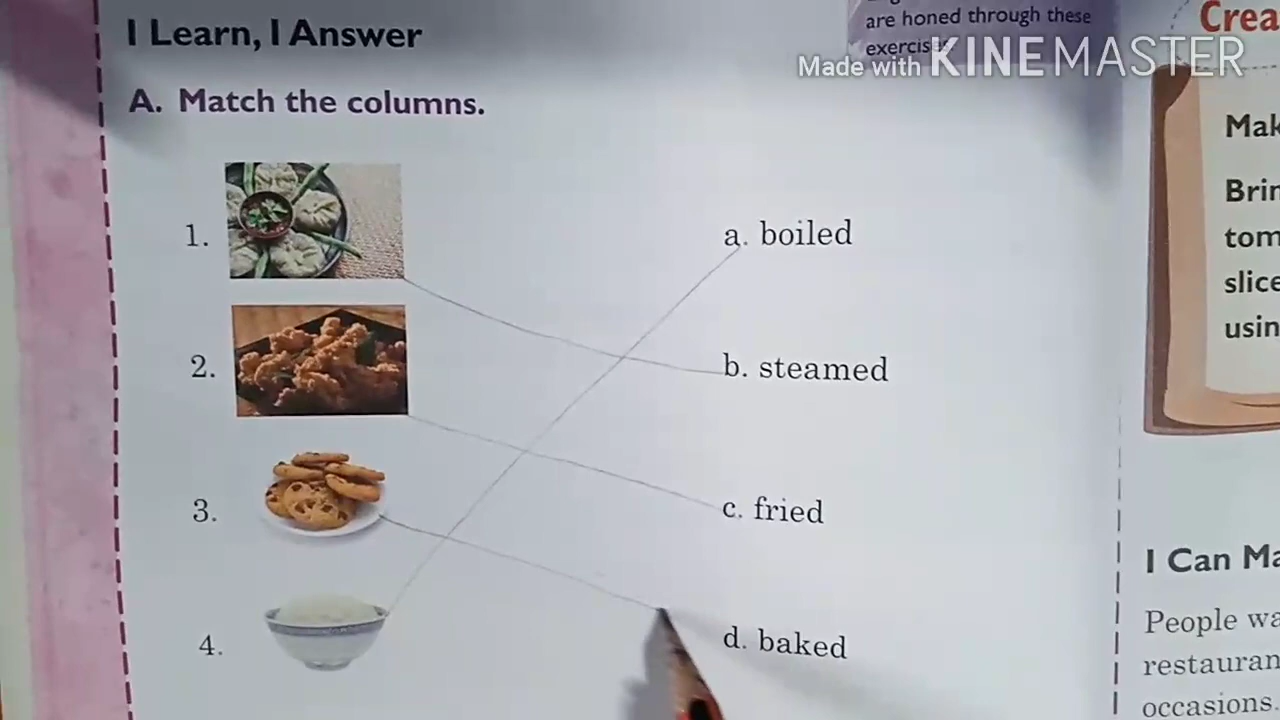 I Learn, I Answer
are honed through these
exercis
Crea
Made with KINEMASTER
A. Match the columns.
1.
a. boiled
2.
b. steamed
3.
c. fried
4.
d. baked
Mak
Brin
tom
slice
usin
I Can Ma
People wa
restauran
occasions.